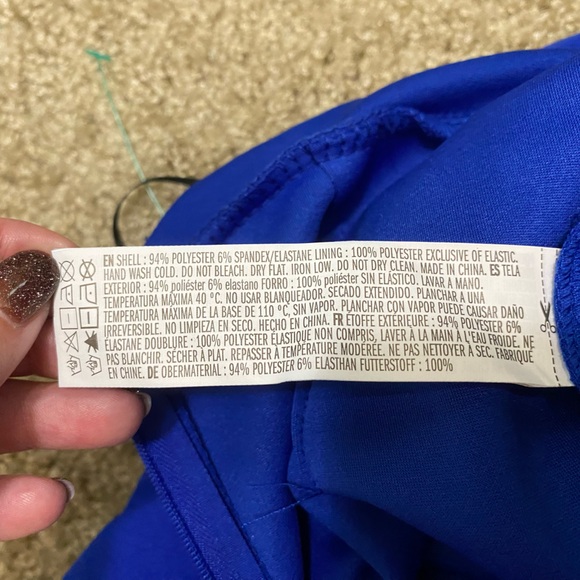 EN SHELL : 94% POLYESTER 6% SPANDEX/ELASTANE LINING : 100% POLYESTER EXCLUSIVE OF ELASTIC.
HAND WASH COLD. DO NOT BLEACH. DRY FLAT. IRON LOW. DO NOT DRY CLEAN. MADE IN CHINA. ES TELA
EXTERIOR : 94% poliéster 6% elastano FORRO : 100% poliéster SIN ELÁSTICO. LAVAR A MANO.
TEMPERATURA MÁXIMA 40 °C. NO USAR BLANQUEADOR. SECADO EXTENDIDO. PLANCHAR A UNA
TEMPERATURA MÁXIMA DE LA BASE DE 110 °C, SIN VAPOR. PLANCHAR CON VAPOR PUEDE CAUSAR DAÑO
IRREVERSIBLE. NO LIMPIEZA EN SECO. HECHO EN CHINA. FR ÉTOFFE EXTÉRIEURE : 94% POLYESTER 6%
ÉLASTANE DOUBLURE : 100% POLYESTER ÉLASTIQUES NON COMPRIS, LAVER À LA MAIN À L'EAU FROIDE. NE
PAS BLANCHIR. SÉCHER À PLAT. REPASSER À TEMPÉRATURE MODÉRÉE. NE PAS NETTOYER À SEC. FABRIQUÉ
EN CHINE. DE OBERMATERIAL : 94% POLYESTER 6% ELASTHAN FUTTERSTOFF : 100%